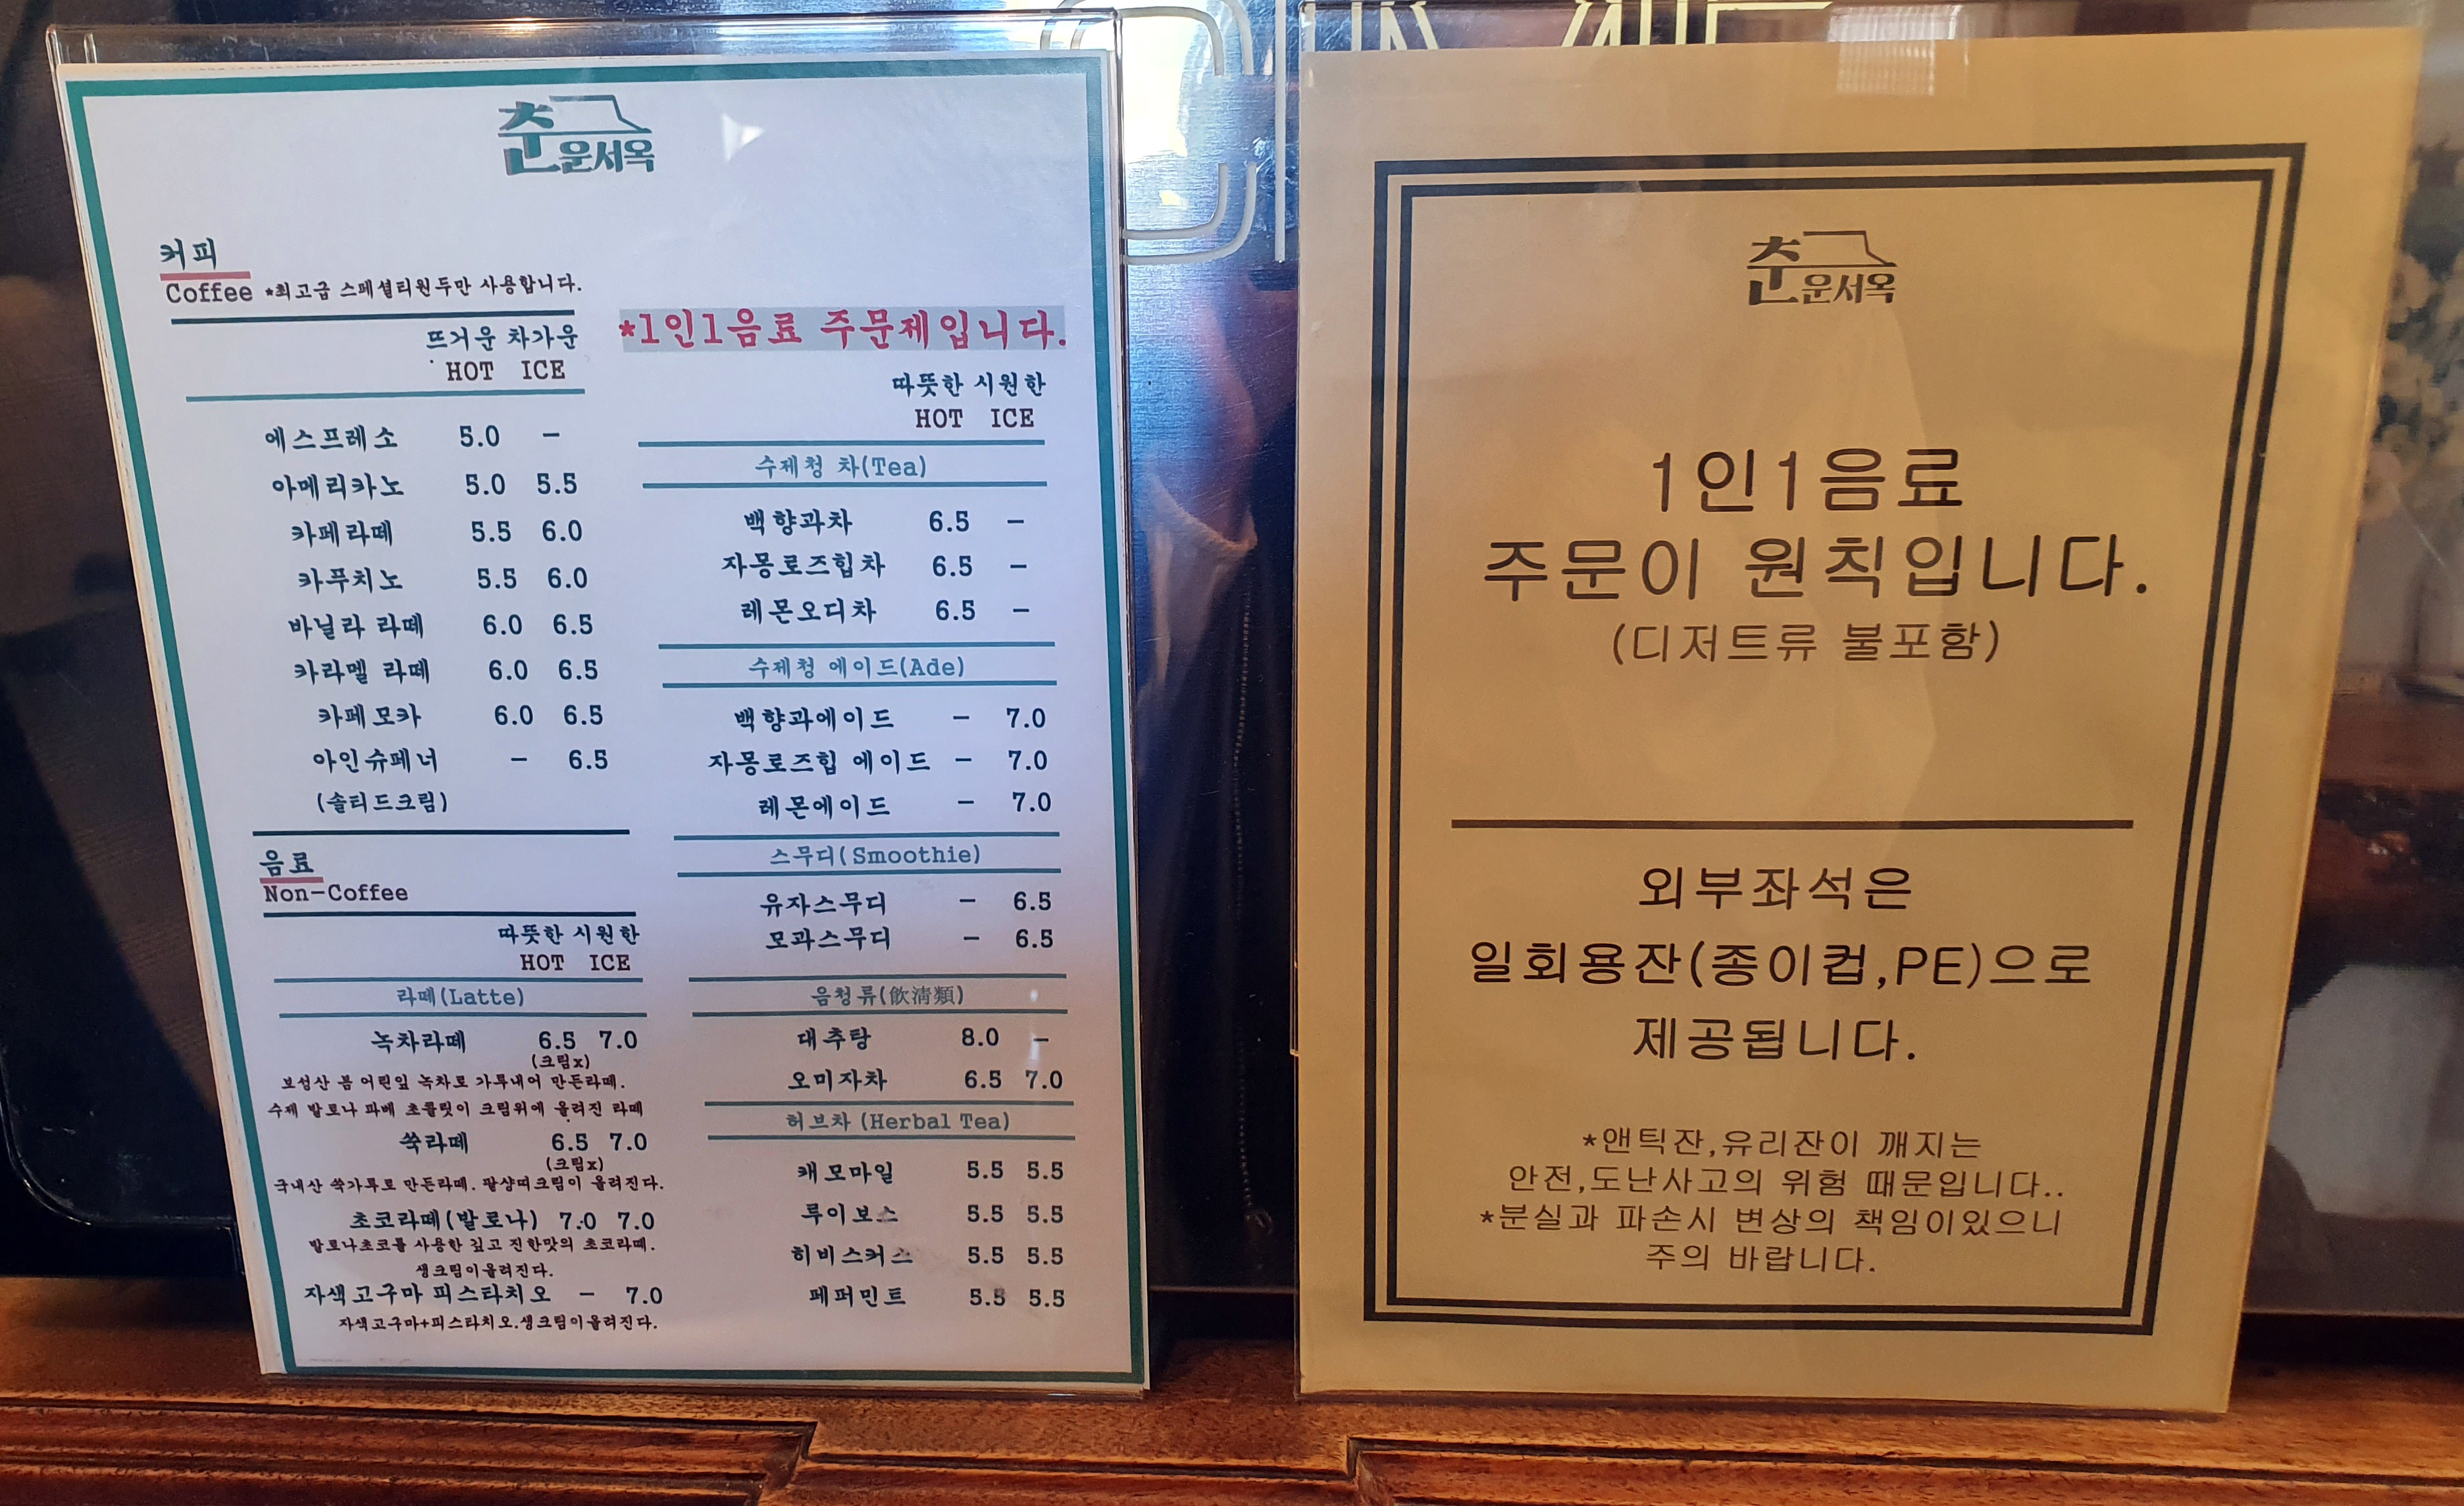 춘운서옥
커피
Coffee *최고급 스페셜티원두만 사용합니다.
뜨거운 차가운
HOT ICE
에스프레소 5.0 –
아메리카노 5.0 5.5
카페라떼 5.5 6.0
카푸치노 5.5 6.0
바닐라 라떼 6.0 6.5
카라멜 라떼 6.0 6.5
카페모카 6.0 6.5
아인슈페너 – 6.5
(솔티드크림)
음료
Non-Coffee
따뜻한 시원한
HOT ICE
라떼(Latte)
녹차라떼 6.5 7.0
(크림x)
보성산 봄 어린잎 녹차로 가루내어 만든라떼.
수제 발로나 파베 초콜릿이 크림위에 올려진 라떼
쑥라떼 6.5 7.0
(크림x)
국내산 쑥가루로 만든라떼. 팥샹떠크림이 올려진다.
초코라떼(발로나) 7.0 7.0
발로나초코를 사용한 깊고 진한맛의 초코라떼.
생크림이올려진다.
자색고구마 피스타치오 – 7.0
자색고구마+피스타치오.생크림이올려진다.
*1인1음료 주문제입니다.
따뜻한 시원한
HOT ICE
수제청 차(Tea)
백향과차 6.5 –
자몽로즈힙차 6.5 –
레몬오디차 6.5 –
수제청 에이드(Ade)
백향과에이드 – 7.0
자몽로즈힙 에이드 – 7.0
레몬에이드 – 7.0
스무디(Smoothie)
유자스무디 – 6.5
모과스무디 – 6.5
음청류(飮淸類)
대추탕 8.0 –
오미자차 6.5 7.0
허브차 (Herbal Tea)
캐모마일 5.5 5.5
루이보스 5.5 5.5
히비스커스 5.5 5.5
페퍼민트 5.5 5.5
춘운서옥
1인1음료
주문이 원칙입니다.
(디저트류 불포함)
외부좌석은
일회용잔(종이컵,PE)으로
제공됩니다.
*앤틱잔,유리잔이 깨지는
안전,도난사고의 위험 때문입니다..
*분실과 파손시 변상의 책임이있으니
주의 바랍니다.